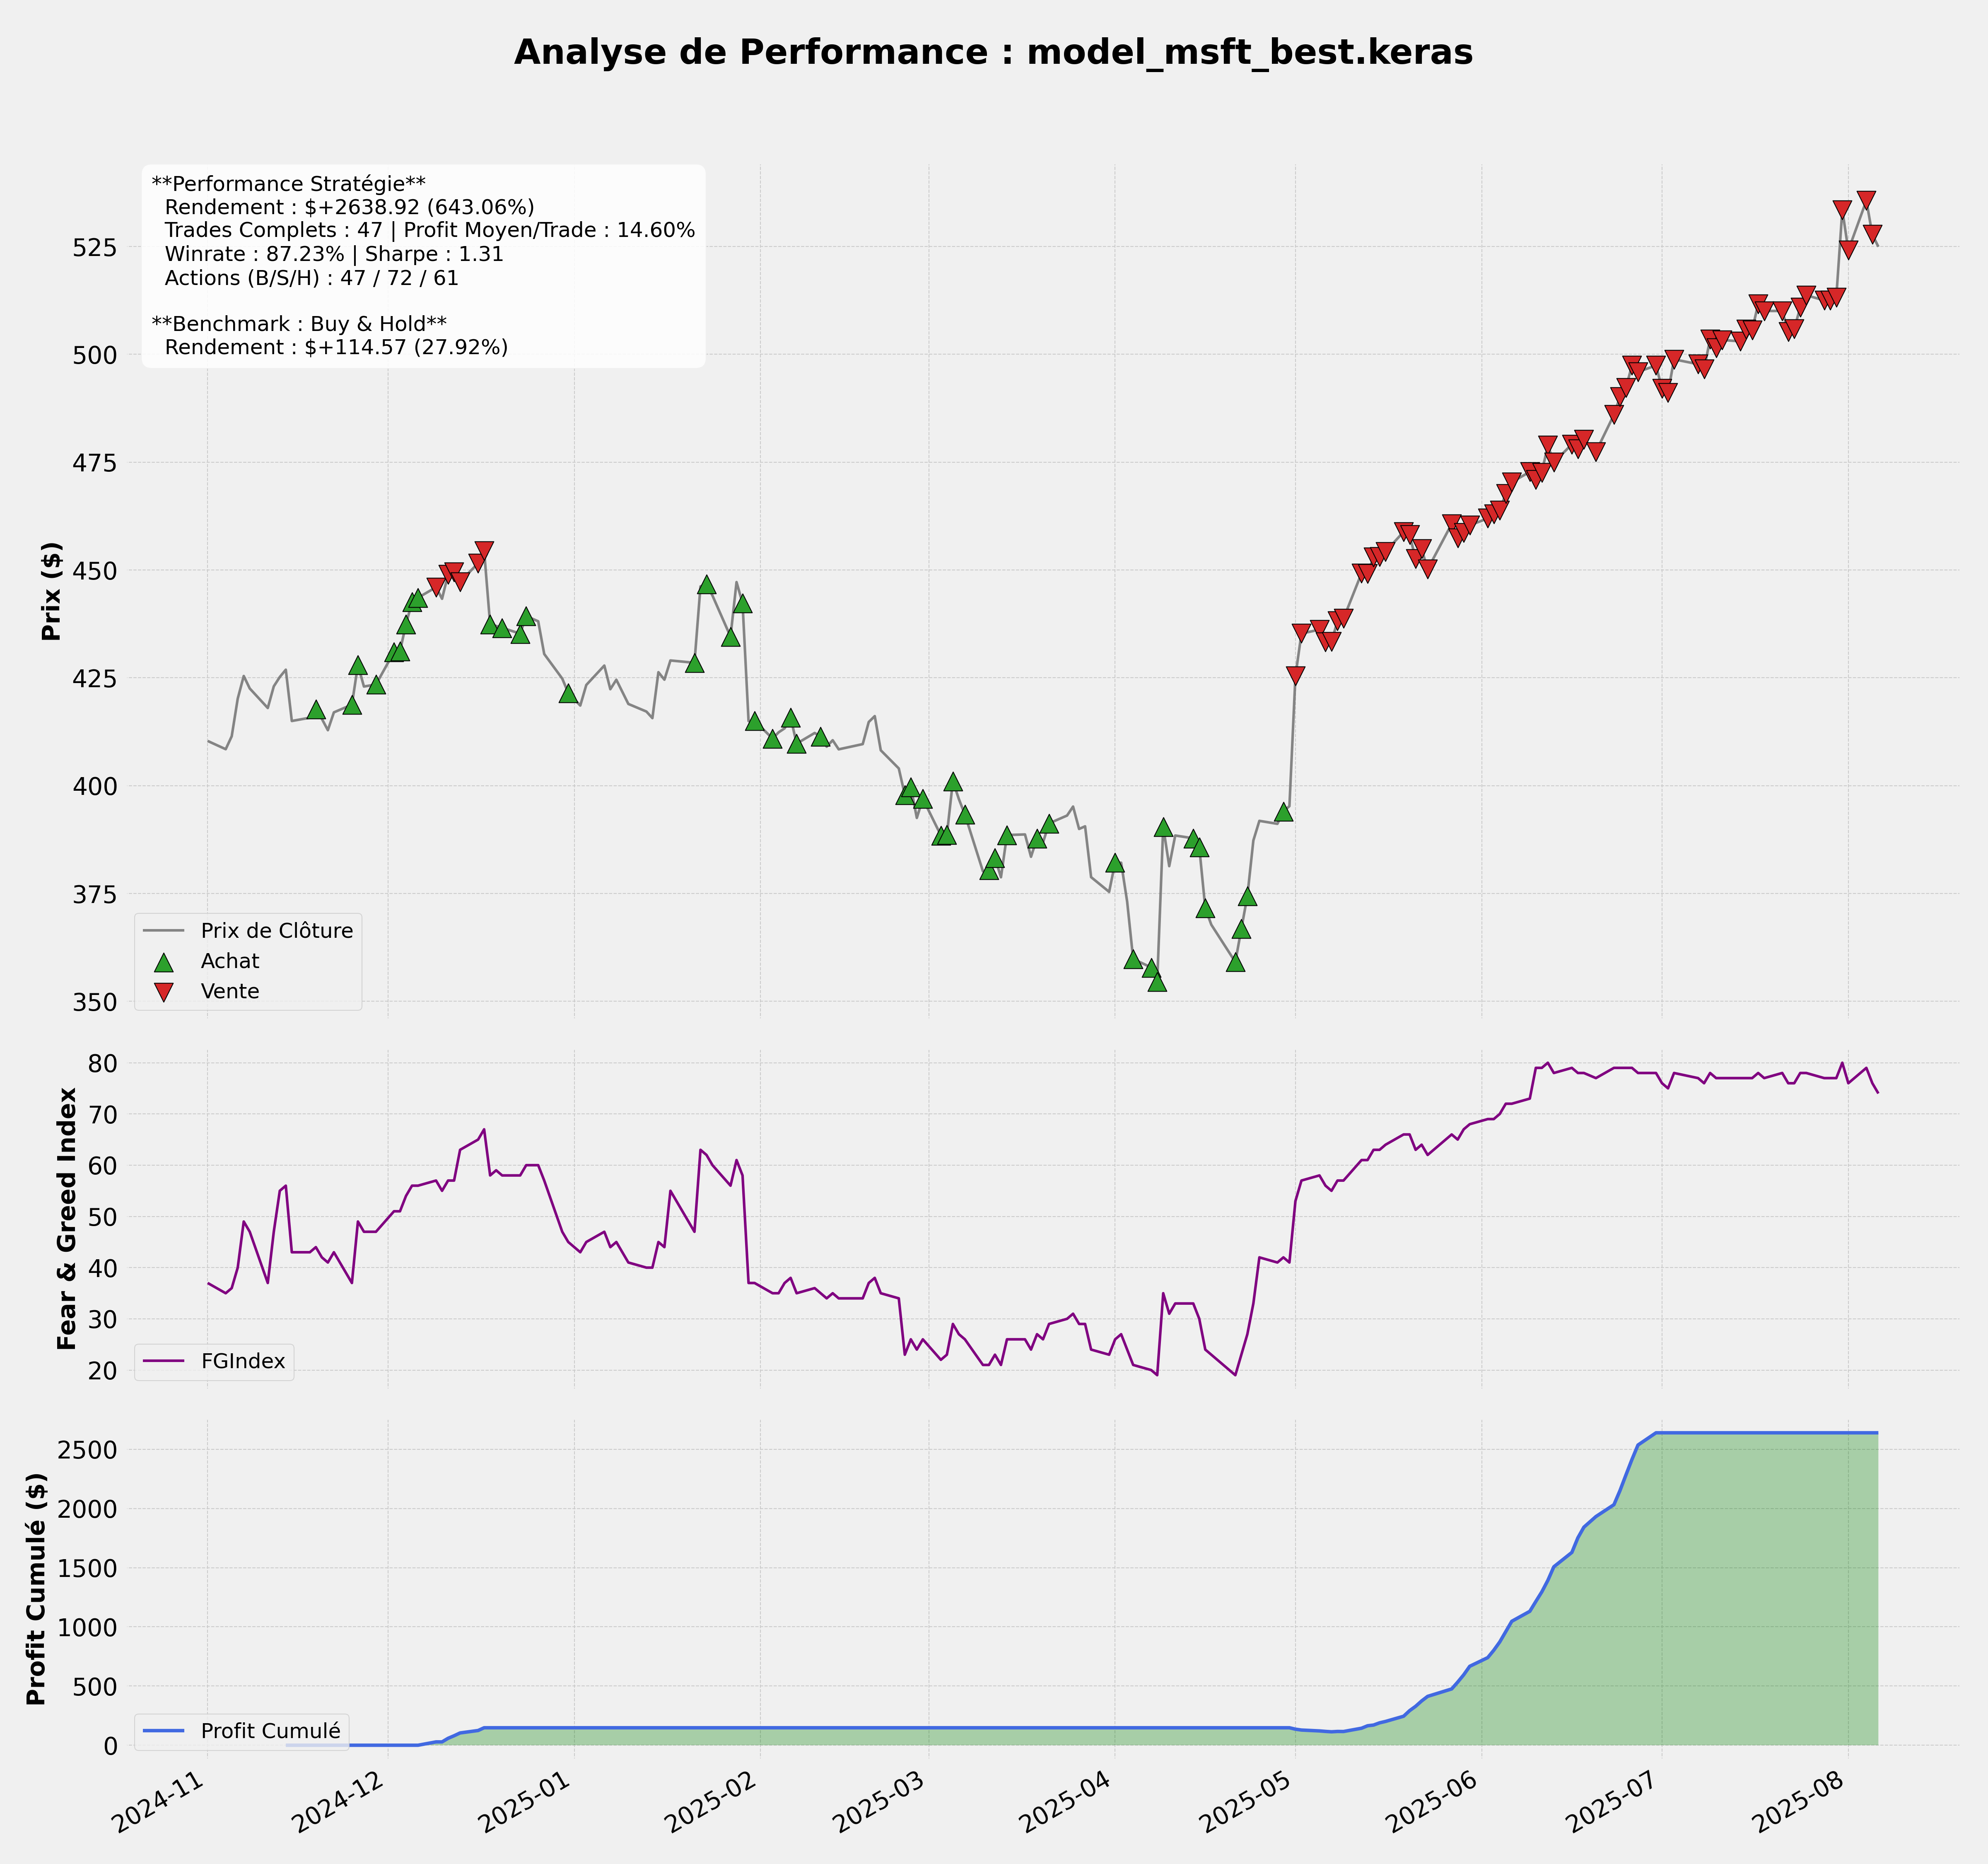 Analyse de Performance : model_msft_best.keras
**Performance Stratégie**
Rendement : $+2638.92 (643.06%)
Trades Complets : 47 | Profit Moyen/Trade : 14.60%
Winrate : 87.23% | Sharpe : 1.31
Actions (B/S/H) : 47 / 72 / 61
**Benchmark : Buy & Hold**
Rendement : $+114.57 (27.92%)
Prix ($)
525
500
475
450
425
400
375
350
Prix de Clôture
Achat
Vente
Fear & Greed Index
80
70
60
50
40
30
20
FGIndex
Profit Cumulé ($)
2500
2000
1500
1000
500
0
Profit Cumulé
2024-11
2024-12
2025-01
2025-02
2025-03
2025-04
2025-05
2025-06
2025-07
2025-08